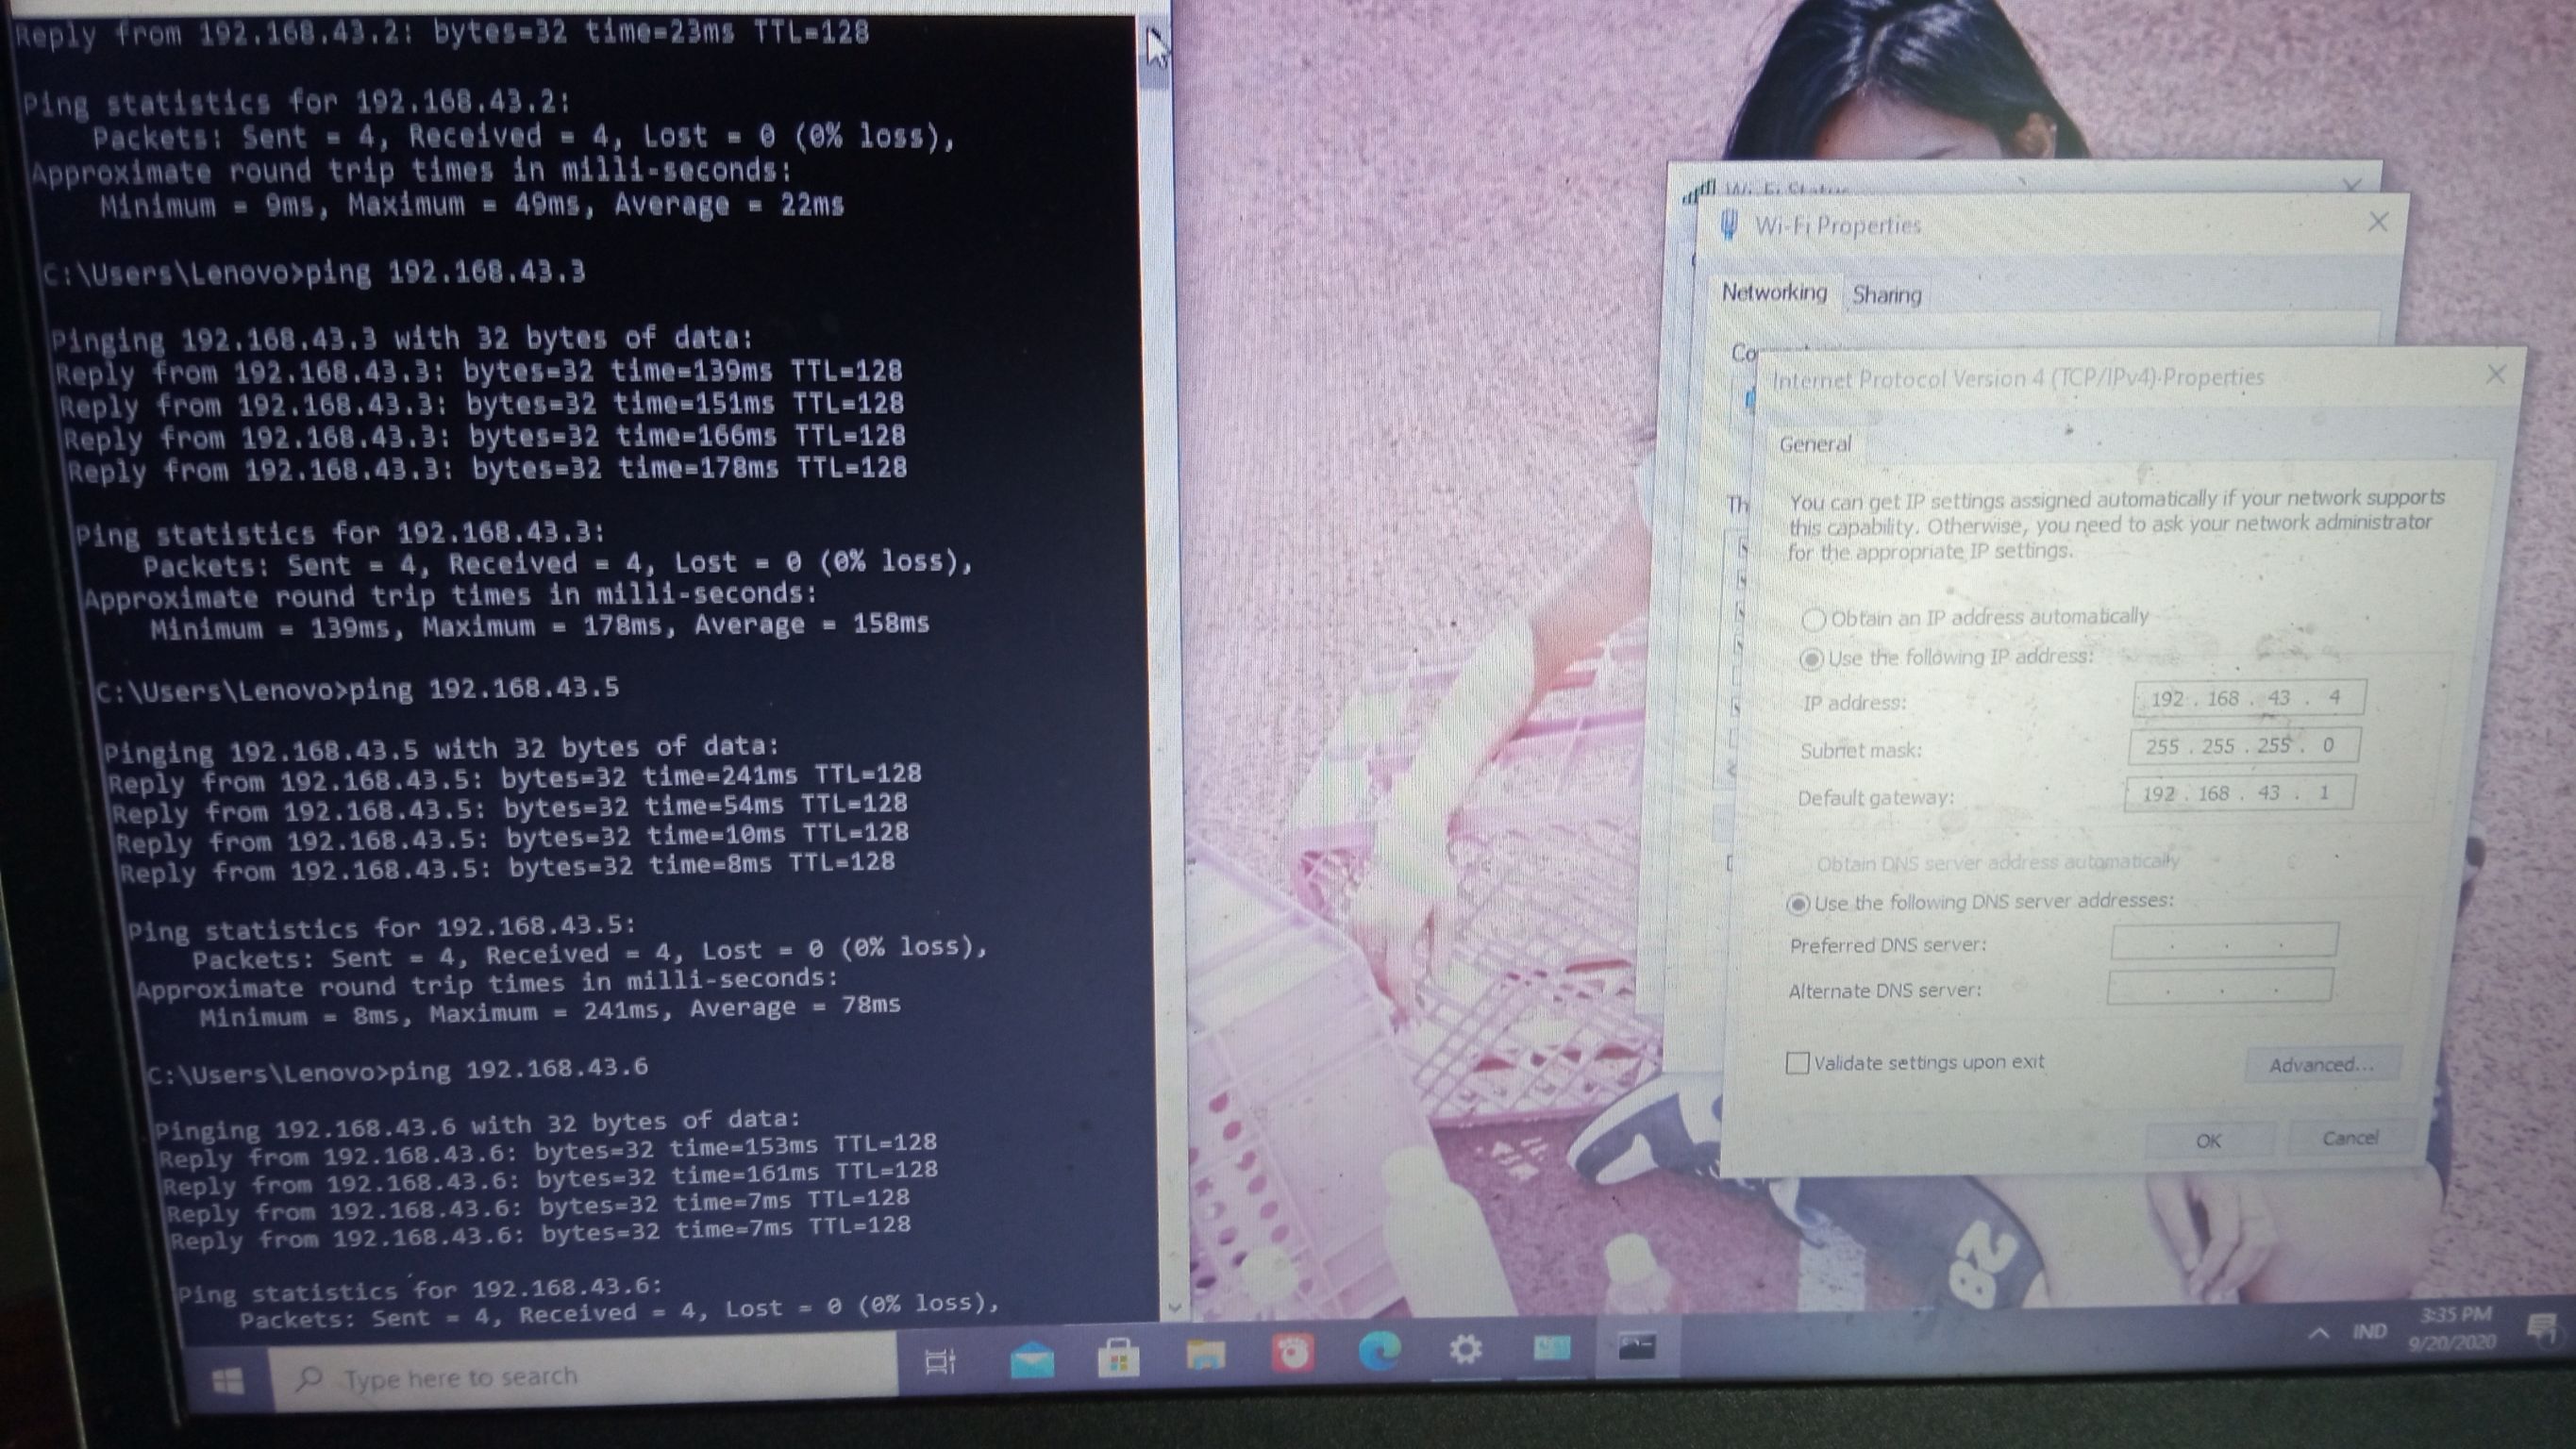 Reply from 192.168.43.2: bytes=32 time=23ms TTL=128
Ping statistics for 192.168.43.2:
Packets: Sent = 4, Received = 4, Lost = 0 (0% loss),
Approximate round trip times in milli-seconds:
Minimum = 9ms, Maximum = 49ms, Average = 22ms
C:\Users\Lenovo>ping 192.168.43.3
Pinging 192.168.43.3 with 32 bytes of data:
Reply from 192.168.43.3: bytes=32 time=139ms TTL=128
Reply from 192.168.43.3: bytes=32 time=151ms TTL=128
Reply from 192.168.43.3: bytes=32 time=166ms TTL=128
Reply from 192.168.43.3: bytes=32 time=178ms TTL=128
Ping statistics for 192.168.43.3:
Packets: Sent = 4, Received = 4, Lost = 0 (0% loss),
Approximate round trip times in milli-seconds:
Minimum = 139ms, Maximum = 178ms, Average = 158ms
C:\Users\Lenovo>ping 192.168.43.5
Pinging 192.168.43.5 with 32 bytes of data:
Reply from 192.168.43.5: bytes=32 time=241ms TTL=128
Reply from 192.168.43.5: bytes=32 time=54ms TTL=128
Reply from 192.168.43.5: bytes=32 time=10ms TTL=128
Reply from 192.168.43.5: bytes=32 time=8ms TTL=128
Ping statistics for 192.168.43.5:
Packets: Sent = 4, Received = 4, Lost = 0 (0% loss),
Approximate round trip times in milli-seconds:
Minimum = 8ms, Maximum = 241ms, Average = 78ms
C:\Users\Lenovo>ping 192.168.43.6
Pinging 192.168.43.6 with 32 bytes of data:
Reply from 192.168.43.6: bytes=32 time=153ms TTL=128
Reply from 192.168.43.6: bytes=32 time=161ms TTL=128
Reply from 192.168.43.6: bytes=32 time=7ms TTL=128
Reply from 192.168.43.6: bytes=32 time=7ms TTL=128
Ping statistics for 192.168.43.6:
Packets: Sent = 4, Received = 4, Lost = 0 (0% loss),
Wi-Fi Status
Wi-Fi Properties
Networking Sharing
Internet Protocol Version 4 (TCP/IPv4) Properties
General
You can get IP settings assigned automatically if your network supports
this capability. Otherwise, you need to ask your network administrator
for the appropriate IP settings.
Obtain an IP address automatically
Use the following IP address:
IP address: 192 . 168 . 43 . 4
Subnet mask: 255 . 255 . 255 . 0
Default gateway: 192 . 168 . 43 . 1
Obtain DNS server address automatically
Use the following DNS server addresses:
Preferred DNS server: . . .
Alternate DNS server: . . .
Validate settings upon exit
Advanced...
OK Cancel
28
Type here to search
IND
3:35 PM
9/20/2020